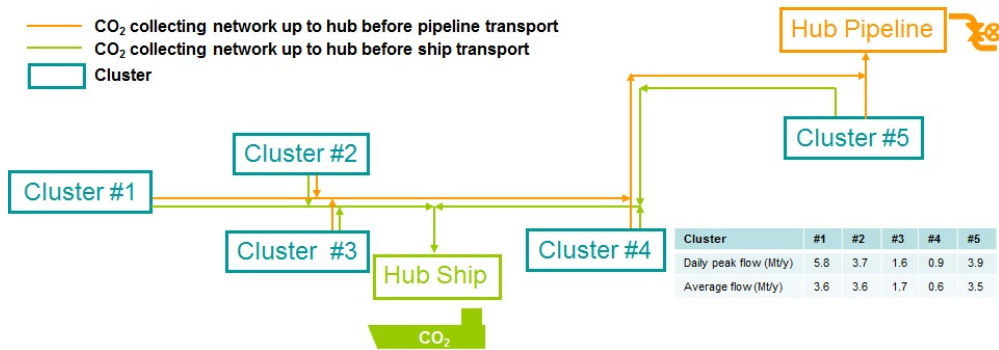 CO₂ collecting network up to hub before pipeline transport
CO₂ collecting network up to hub before ship transport
Cluster
Hub Pipeline
Cluster #5
Cluster #2
Cluster #1
Cluster #3
Cluster #4
Hub Ship
CO₂
Cluster #1 #2 #3 #4 #5
Daily peak flow (Mt/y) 5.8 3.7 1.6 0.9 3.9
Average flow (Mt/y) 3.6 3.6 1.7 0.6 3.5